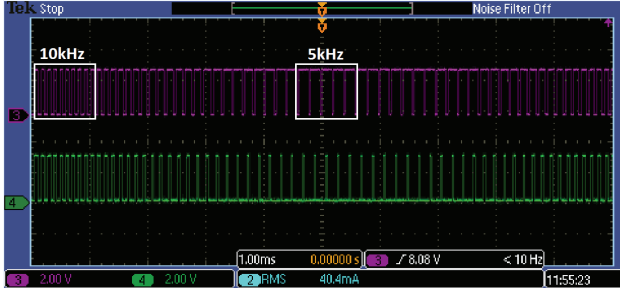 Tek Stop Noise Filter Off
10kHz 5kHz
3
4
1.00ms 0.00000 s 3 8.08 V < 10 Hz
3 2.00 V 4 2.00 V 2 RMS 40.4mA 11:55:23